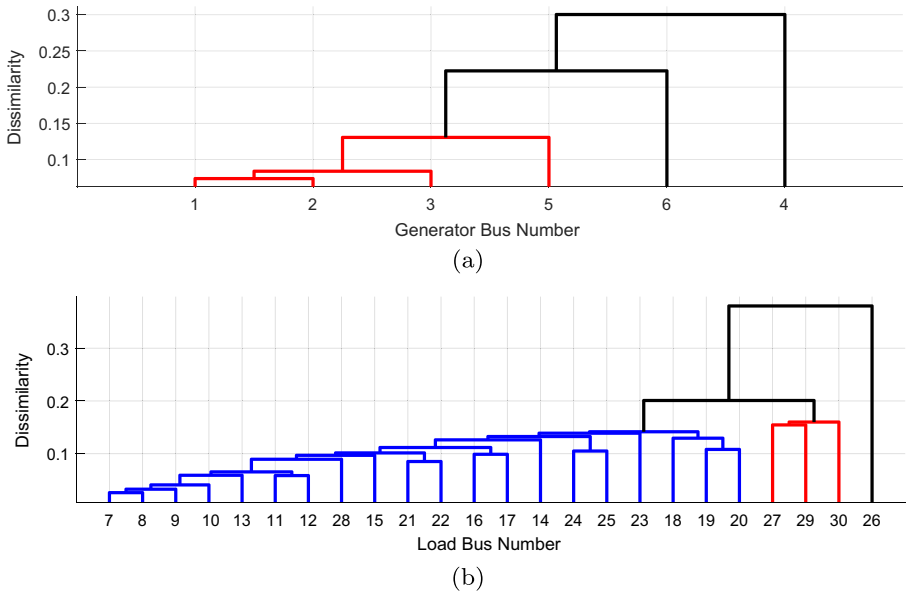 0.3
0.25
0.2
0.15
0.1
Dissimilarity
1 2 3 5 6 4
Generator Bus Number
(a)
0.3
0.2
0.1
Dissimilarity
7 8 9 10 13 11 12 28 15 21 22 16 17 14 24 25 23 18 19 20 27 29 30 26
Load Bus Number
(b)